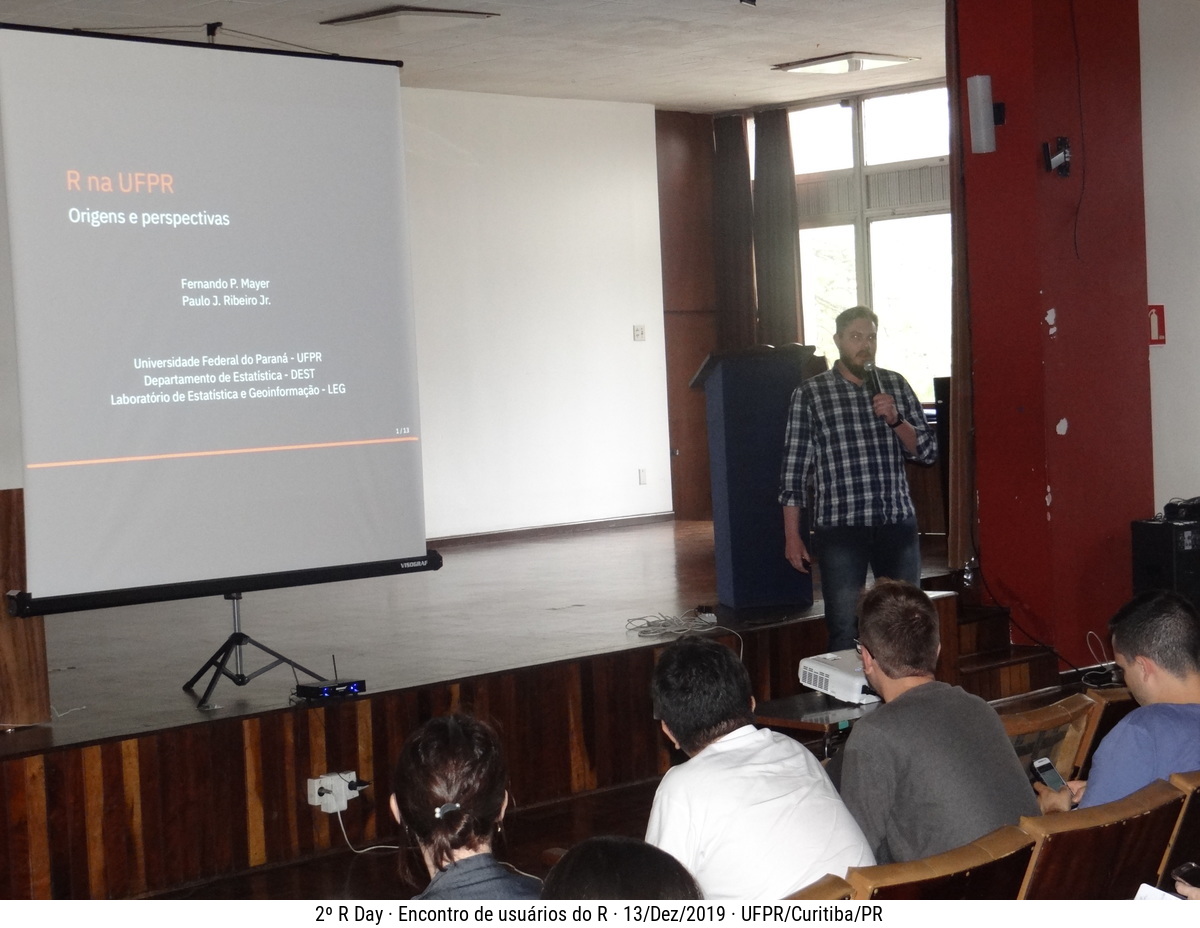 R na UFPR
Origens e perspectivas
Fernando P. Mayer
Paulo J. Ribeiro Jr.
Universidade Federal do Paraná - UFPR
Departamento de Estatística - DEST
Laboratório de Estatística e Geoinformação - LEG
1 / 13
VISOGRAF
2º R Day · Encontro de usuários do R · 13/Dez/2019 · UFPR/Curitiba/PR